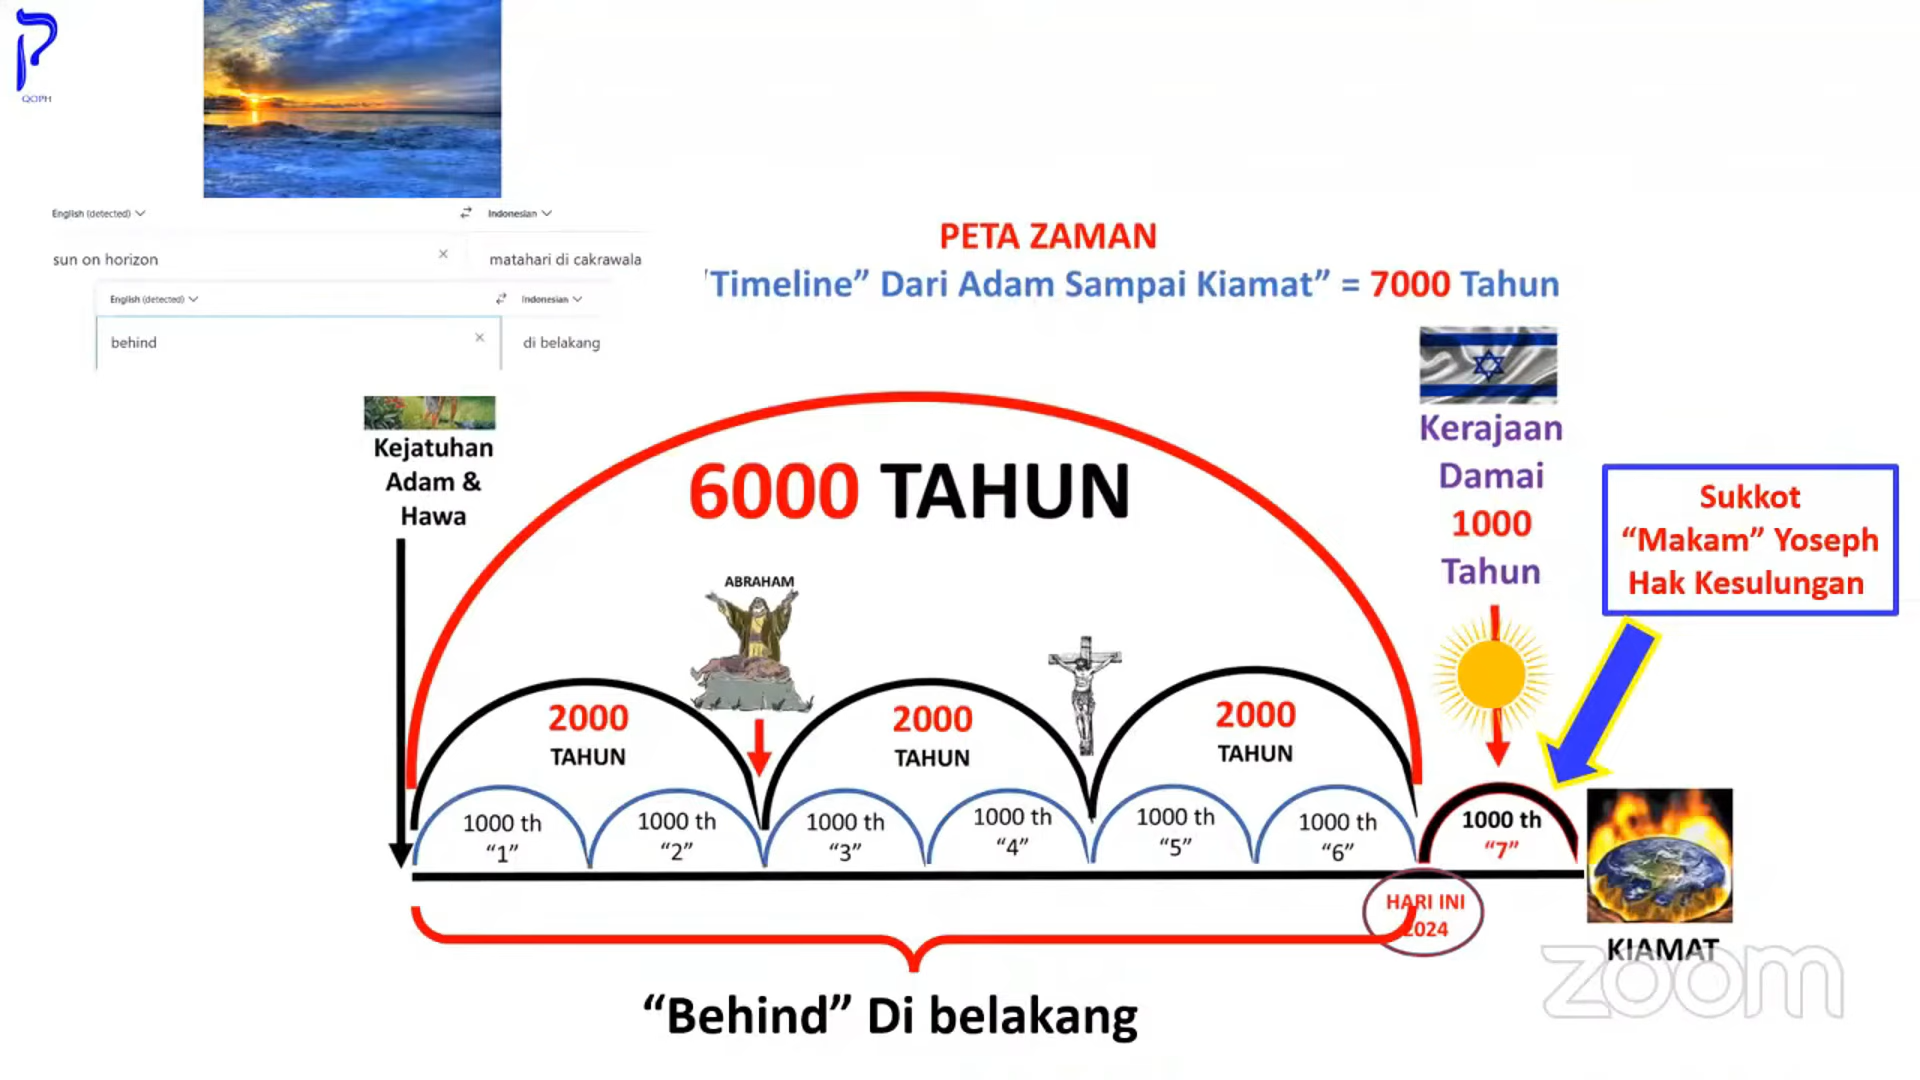 ק
QOPH
English (detected)
Indonesian
sun on horizon
matahari di cakrawala
English (detected)
Indonesian
behind
di belakang
PETA ZAMAN
“Timeline” Dari Adam Sampai Kiamat” = 7000 Tahun
Kejatuhan
Adam &
Hawa
6000 TAHUN
Kerajaan
Damai
1000
Tahun
Sukkot
“Makam” Yoseph
Hak Kesulungan
ABRAHAM
2000
TAHUN
2000
TAHUN
2000
TAHUN
1000 th
“1”
1000 th
“2”
1000 th
“3”
1000 th
“4”
1000 th
“5”
1000 th
“6”
1000 th
“7”
HARI INI
2024
KIAMAT
zoom
“Behind” Di belakang